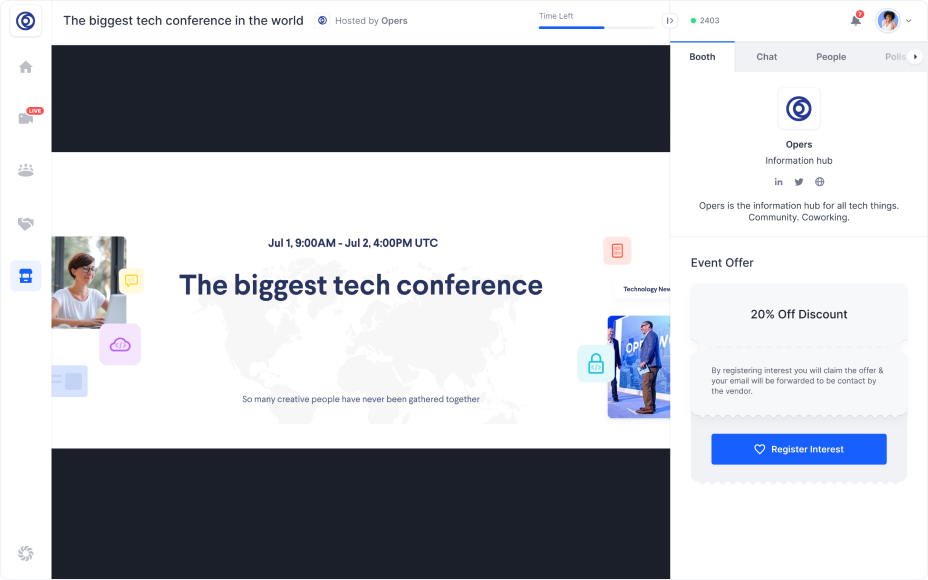 The biggest tech conference in the world
Hosted by Opers
Time Left
2403
7
LIVE
Booth
Chat
People
Polls
Opers
Information hub
in
Opers is the information hub for all tech things.
Community. Coworking.
Event Offer
20% Off Discount
By registering interest you will claim the offer &
your email will be forwarded to be contact by
the vendor.
Register Interest
Jul 1, 9:00AM - Jul 2, 4:00PM UTC
The biggest tech conference
Technology New
So many creative people have never been gathered together